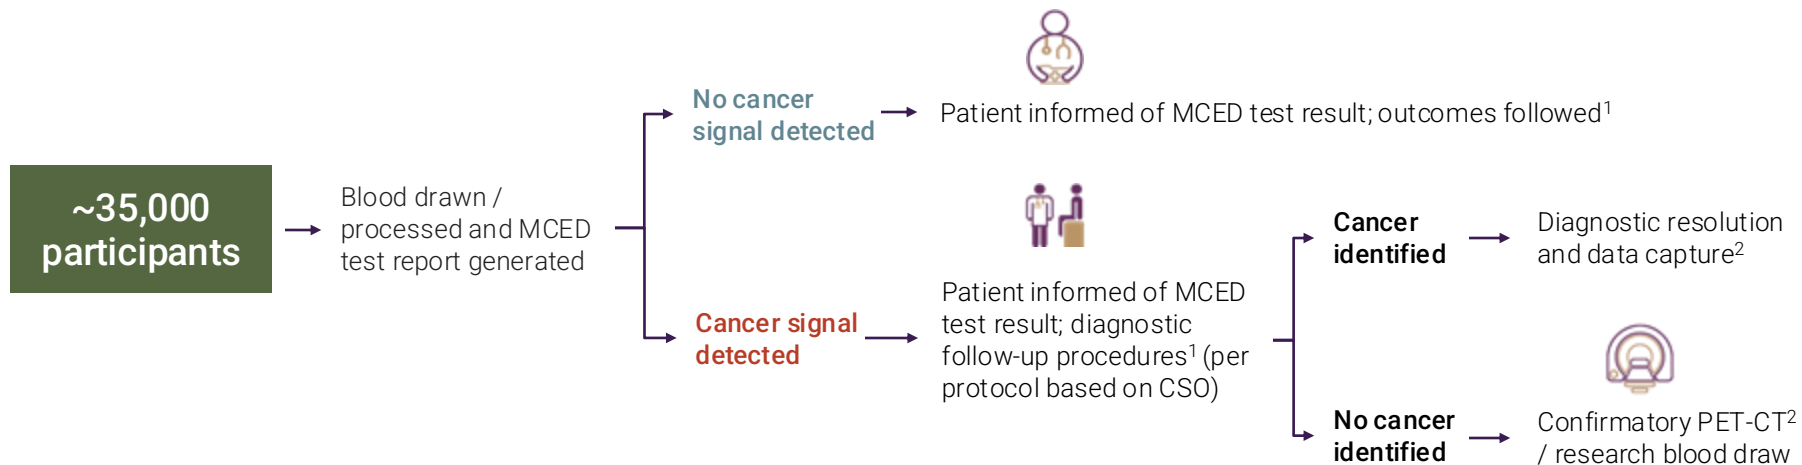 ~35,000
participants
Blood drawn /
processed and MCED
test report generated
No cancer
signal detected
Patient informed of MCED test result; outcomes followed¹
Cancer signal
detected
Patient informed of MCED
test result; diagnostic
follow-up procedures¹ (per
protocol based on CSO)
Cancer
identified
Diagnostic resolution
and data capture²
No cancer
identified
Confirmatory PET-CT²
/ research blood draw